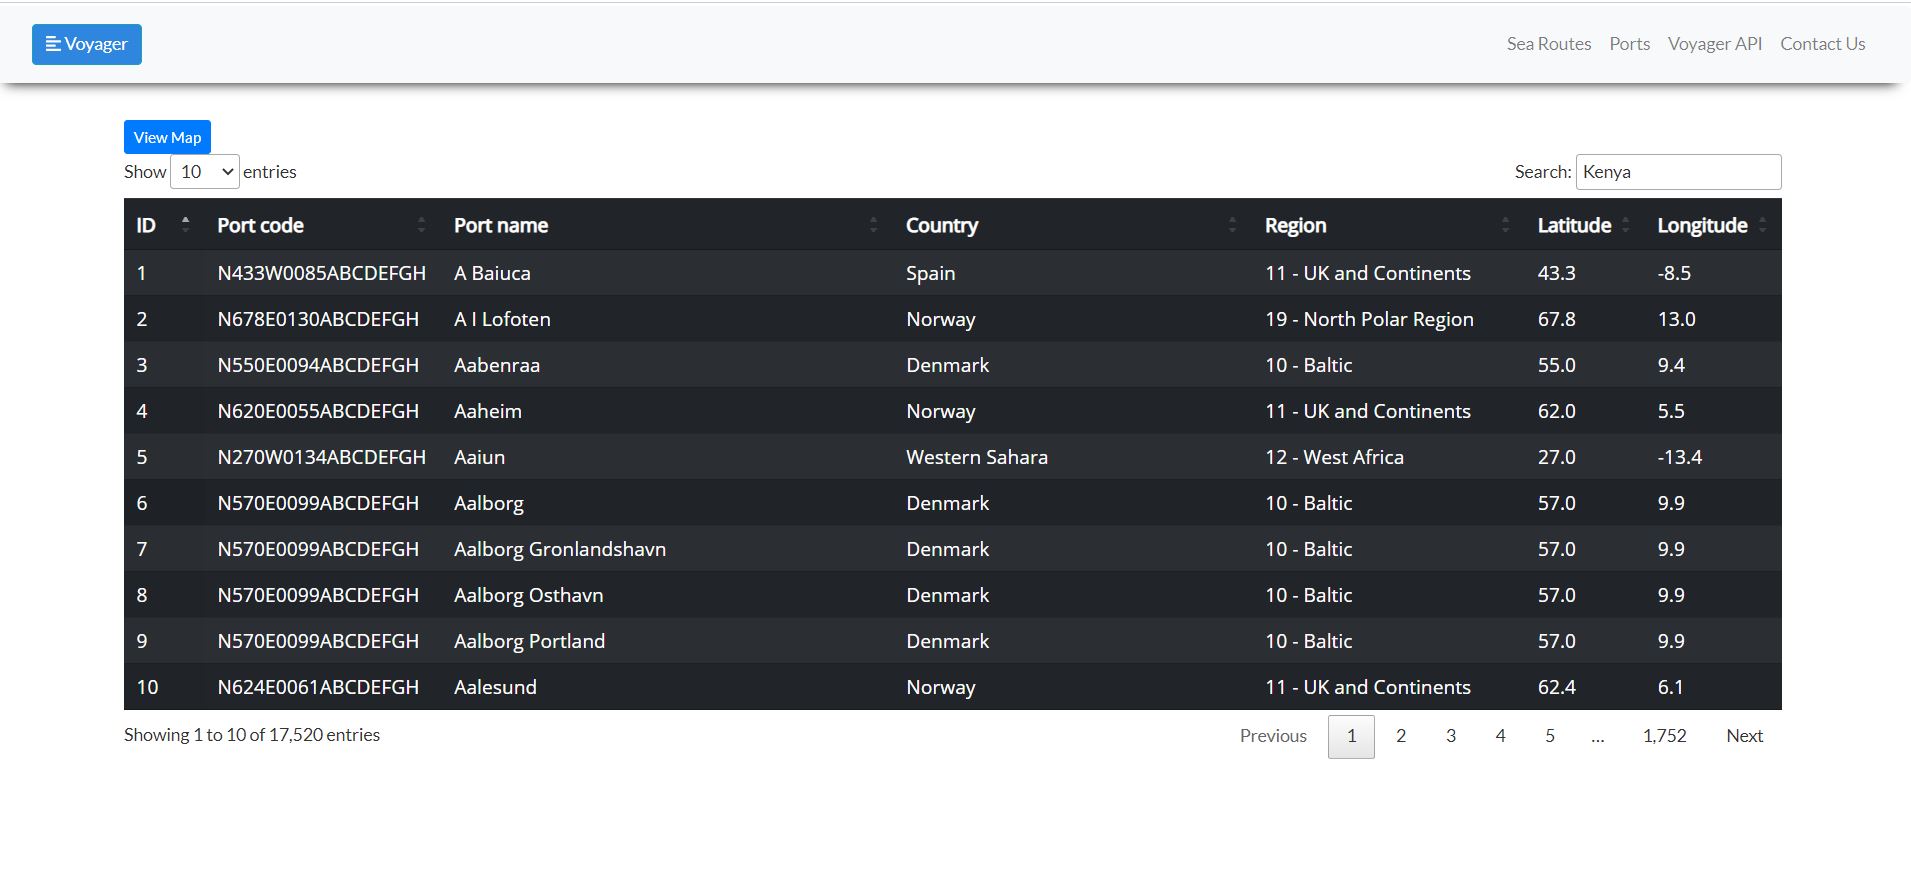 Voyager Sea Routes Ports Voyager API Contact Us
View Map
Show 10 entries Search: Kenya
ID Port code Port name Country Region Latitude Longitude
1 N433W0085ABCDEFGH A Baiuca Spain 11 - UK and Continents 43.3 -8.5
2 N678E0130ABCDEFGH A I Lofoten Norway 19 - North Polar Region 67.8 13.0
3 N550E0094ABCDEFGH Aabenraa Denmark 10 - Baltic 55.0 9.4
4 N620E0055ABCDEFGH Aaheim Norway 11 - UK and Continents 62.0 5.5
5 N270W0134ABCDEFGH Aaiun Western Sahara 12 - West Africa 27.0 -13.4
6 N570E0099ABCDEFGH Aalborg Denmark 10 - Baltic 57.0 9.9
7 N570E0099ABCDEFGH Aalborg Gronlandshavn Denmark 10 - Baltic 57.0 9.9
8 N570E0099ABCDEFGH Aalborg Osthavn Denmark 10 - Baltic 57.0 9.9
9 N570E0099ABCDEFGH Aalborg Portland Denmark 10 - Baltic 57.0 9.9
10 N624E0061ABCDEFGH Aalesund Norway 11 - UK and Continents 62.4 6.1
Showing 1 to 10 of 17,520 entries Previous 1 2 3 4 5 ... 1,752 Next